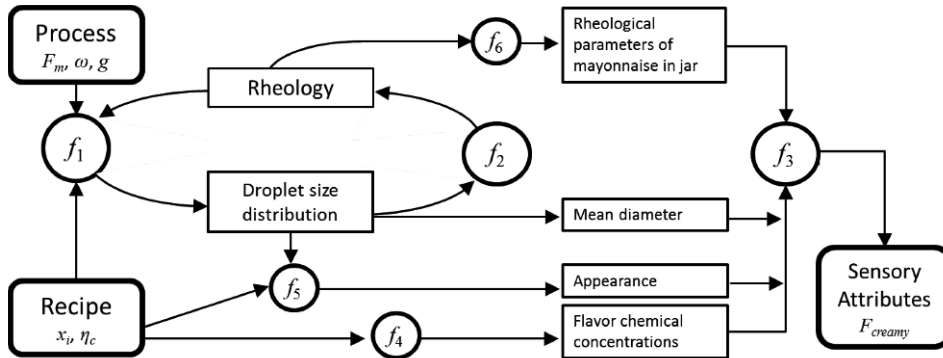 Process
F_m, ω, g
f_6
Rheological
parameters of
mayonnaise in jar
Rheology
f_1
f_2
f_3
Droplet size
distribution
Mean diameter
f_5
Appearance
Recipe
x_i, η_c
f_4
Flavor chemical
concentrations
Sensory
Attributes
F_creamy